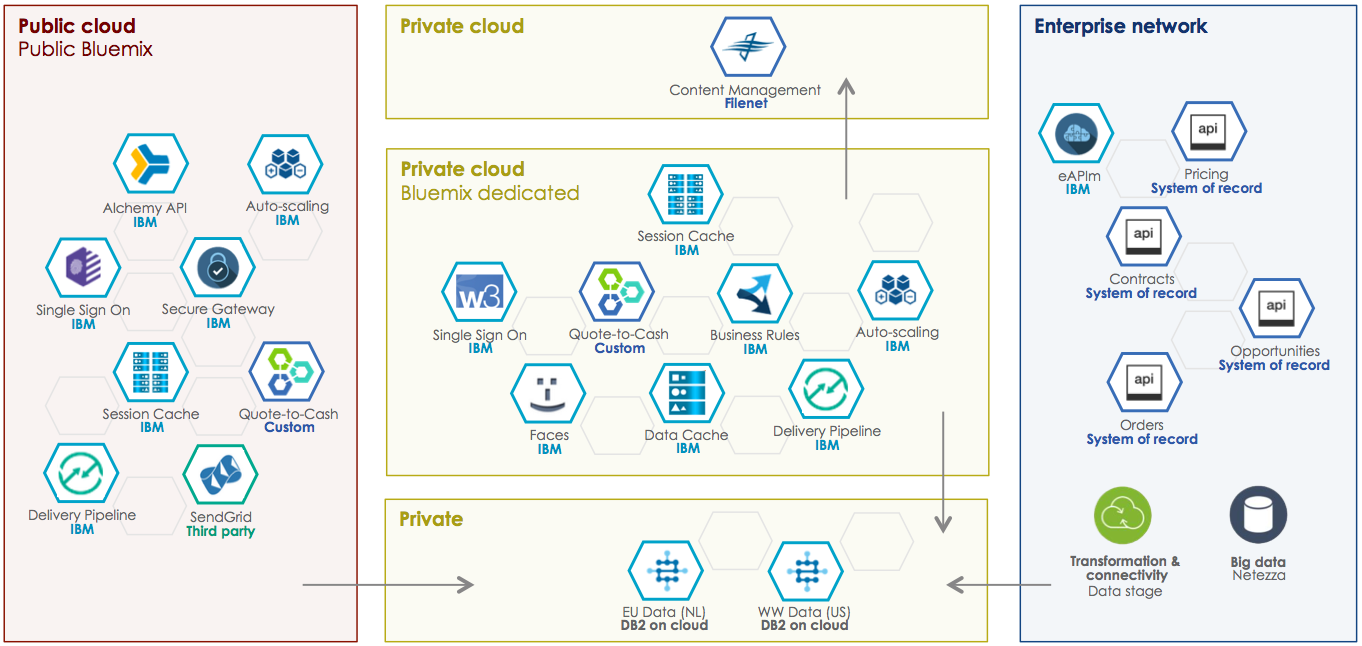 Public cloud
Public Bluemix
Alchemy API
IBM
Auto-scaling
IBM
Single Sign On
IBM
Secure Gateway
IBM
Session Cache
IBM
Quote-to-Cash
Custom
Delivery Pipeline
IBM
SendGrid
Third party
Private cloud
Content Management
Filenet
Private cloud
Bluemix dedicated
Session Cache
IBM
w3
Single Sign On
IBM
Quote-to-Cash
Custom
Business Rules
IBM
Auto-scaling
IBM
Faces
IBM
Data Cache
IBM
Delivery Pipeline
IBM
Private
EU Data (NL)
DB2 on cloud
WW Data (US)
DB2 on cloud
Enterprise network
eAPIm
IBM
api
Pricing
System of record
api
Contracts
System of record
api
Opportunities
System of record
api
Orders
System of record
Transformation &
connectivity
Data stage
Big data
Netezza